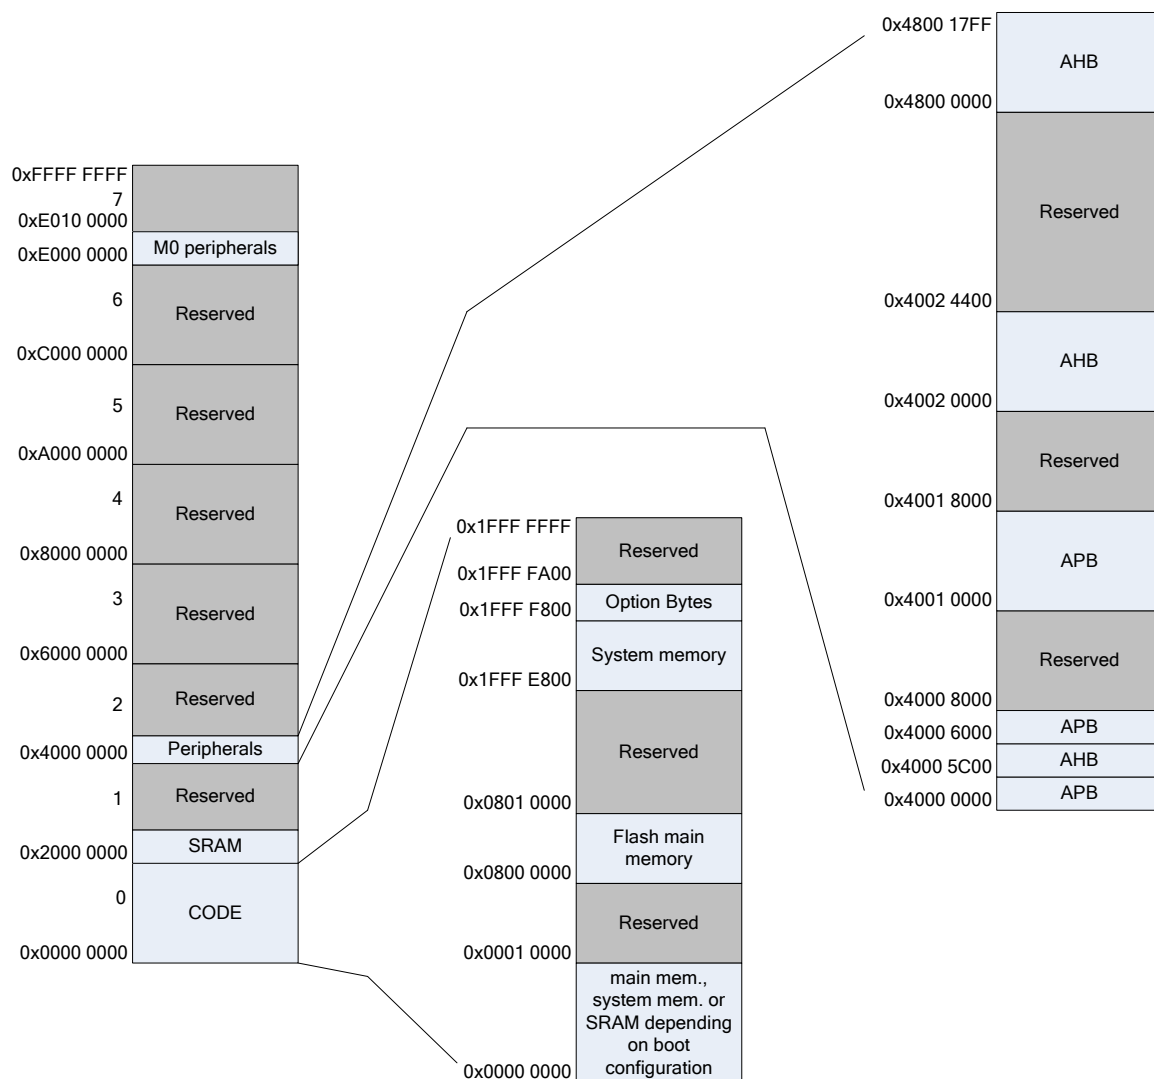 0xFFFF FFFF
7
0xE010 0000
M0 peripherals
0xE000 0000
6
Reserved
0xC000 0000
5
Reserved
0xA000 0000
4
Reserved
0x8000 0000
3
Reserved
0x6000 0000
2
Reserved
0x4000 0000
Peripherals
1
Reserved
0x2000 0000
SRAM
0
CODE
0x0000 0000
0x1FFF FFFF
Reserved
0x1FFF FA00
Option Bytes
0x1FFF F800
System memory
0x1FFF E800
Reserved
0x0801 0000
Flash main
memory
0x0800 0000
Reserved
0x0001 0000
main mem.,
system mem. or
SRAM depending
on boot
configuration
0x0000 0000
0x4800 17FF
AHB
0x4800 0000
Reserved
0x4002 4400
AHB
0x4002 0000
Reserved
0x4001 8000
APB
0x4001 0000
Reserved
0x4000 8000
APB
0x4000 6000
AHB
0x4000 5C00
APB
0x4000 0000